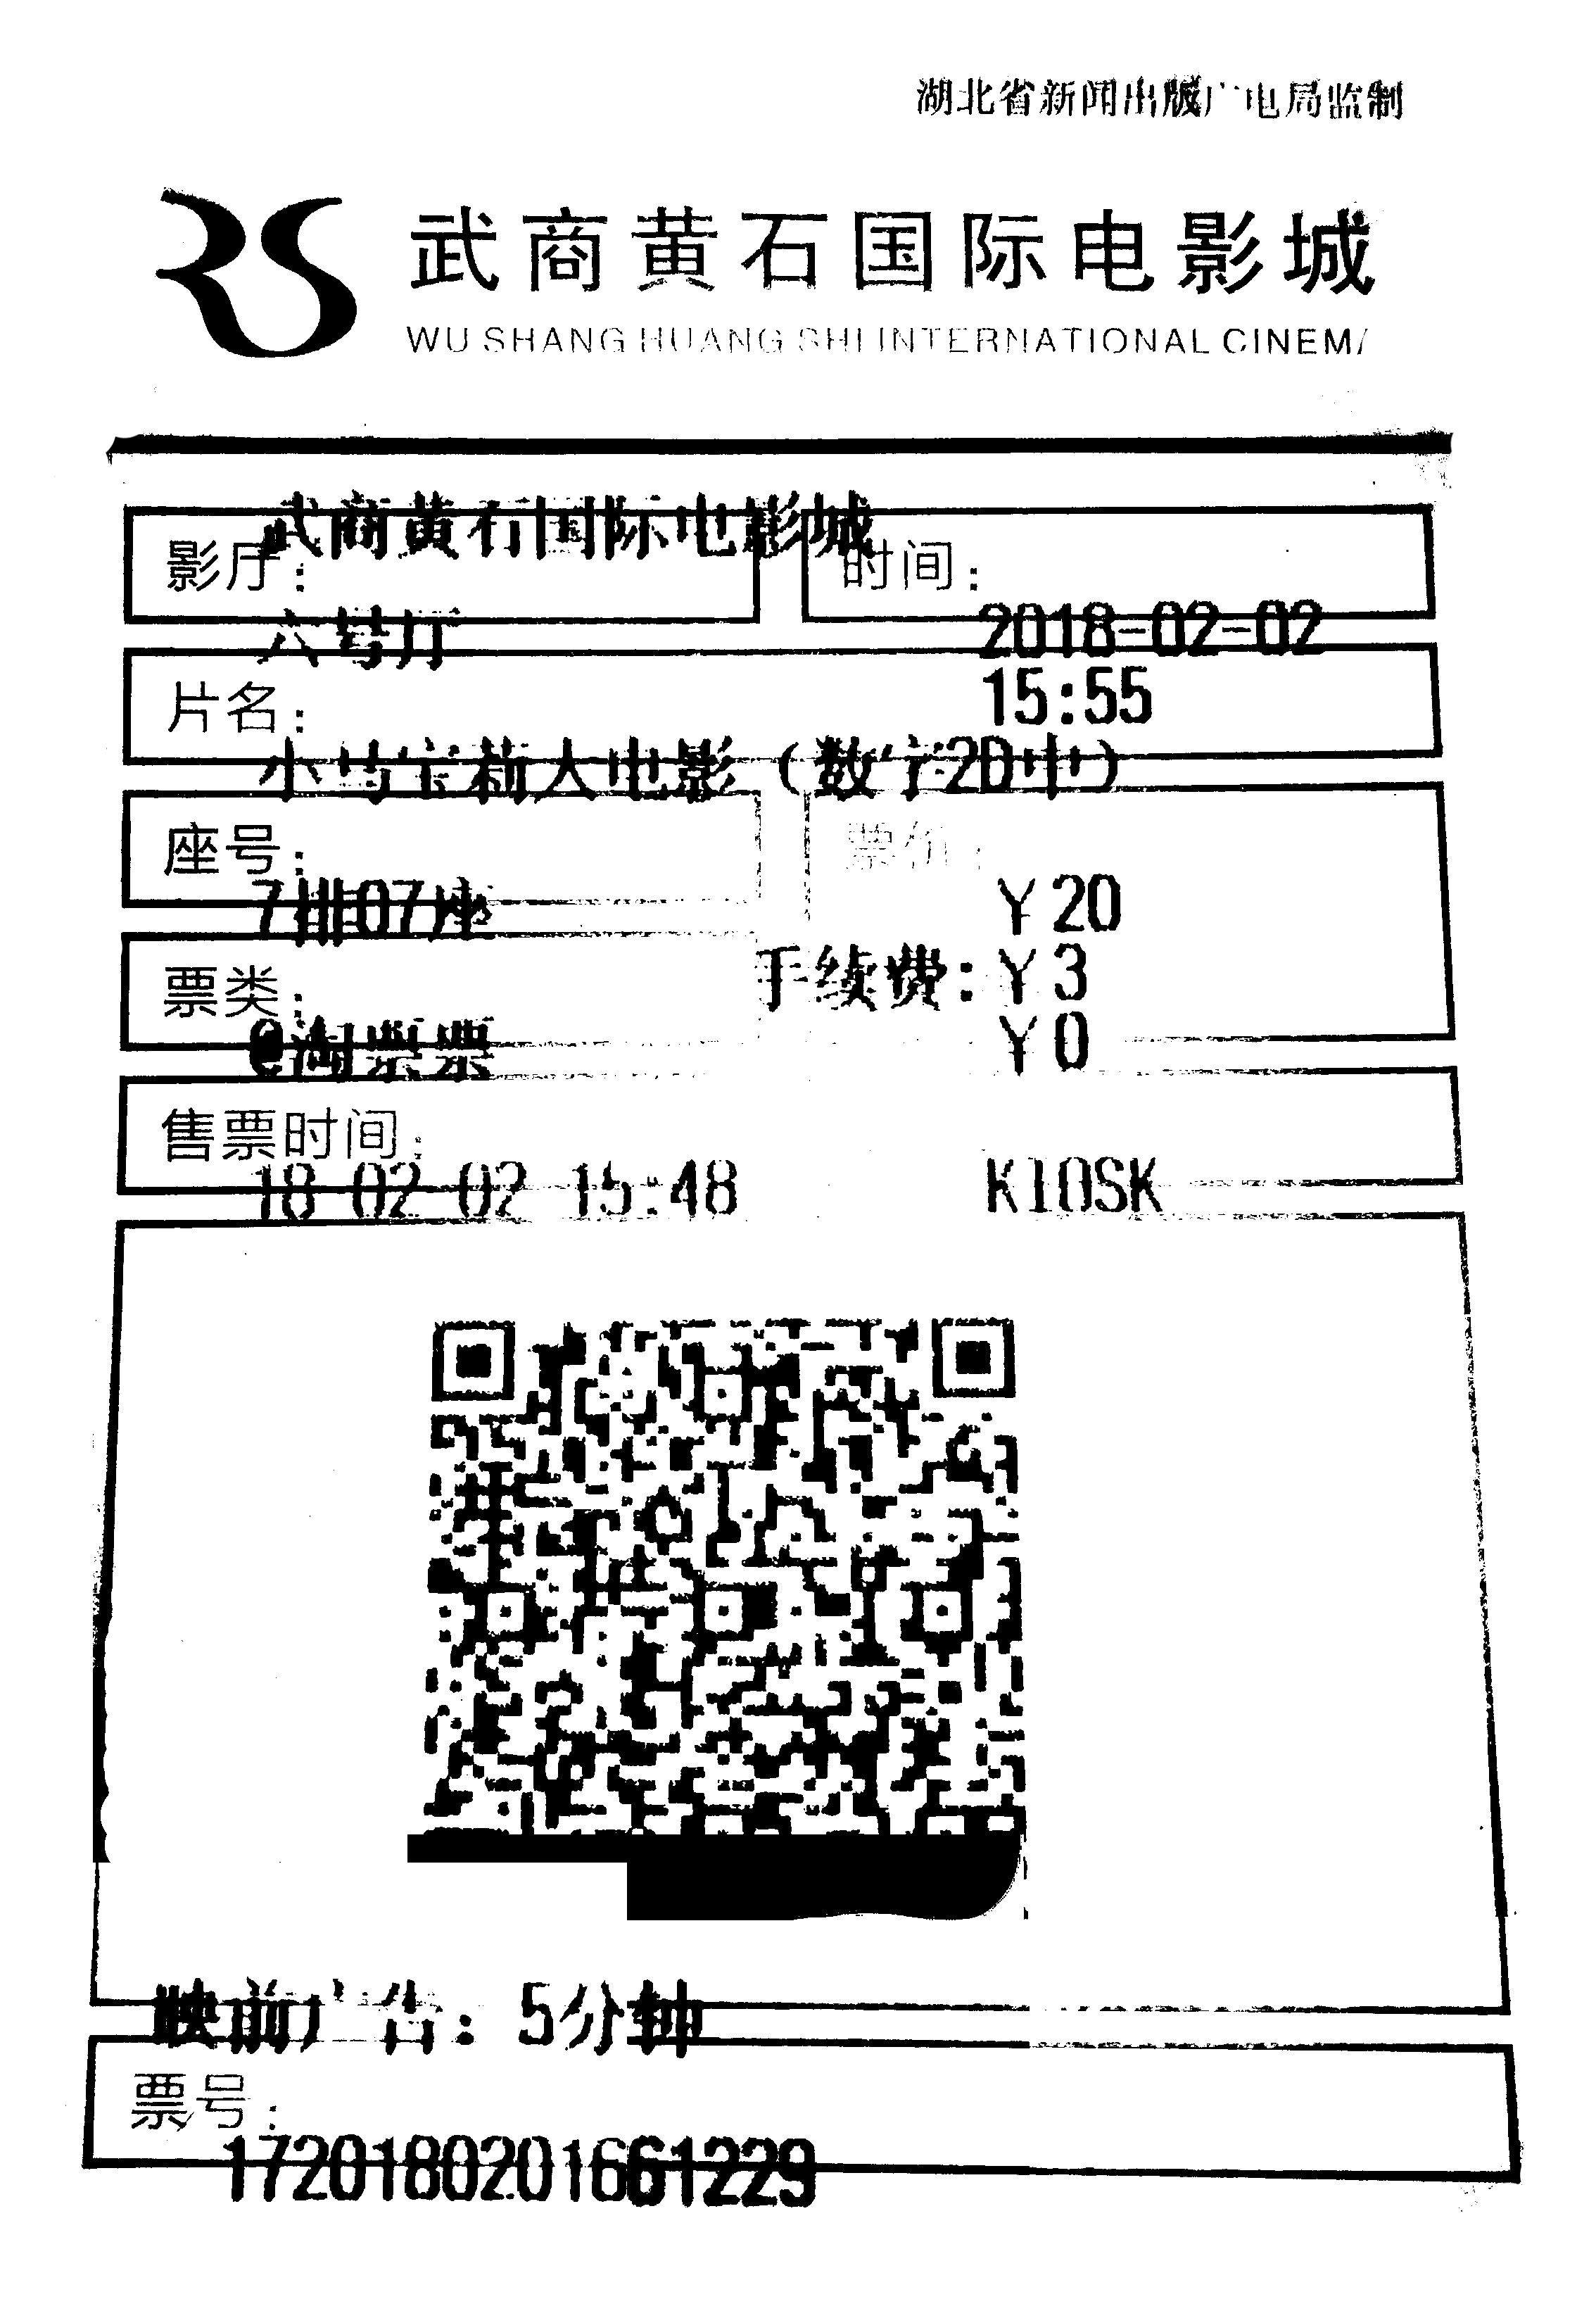 湖北省新闻出版广电局监制
武商黄石国际电影城
WU SHANG HUANG SHI INTERNATIONAL CINEM
武商黄石国际电影城
影厅: 时间:
六号厅 2018-02-02
片名: 15:55
小马宝莉大电影(数字2D中)
座号: 票价:
7排07座 ¥20
票类: 手续费:¥3
@淘票票 ¥0
售票时间:
18-02-02 15:48 KIOSK
映前广告: 5分钟
票号:
1720180201661229